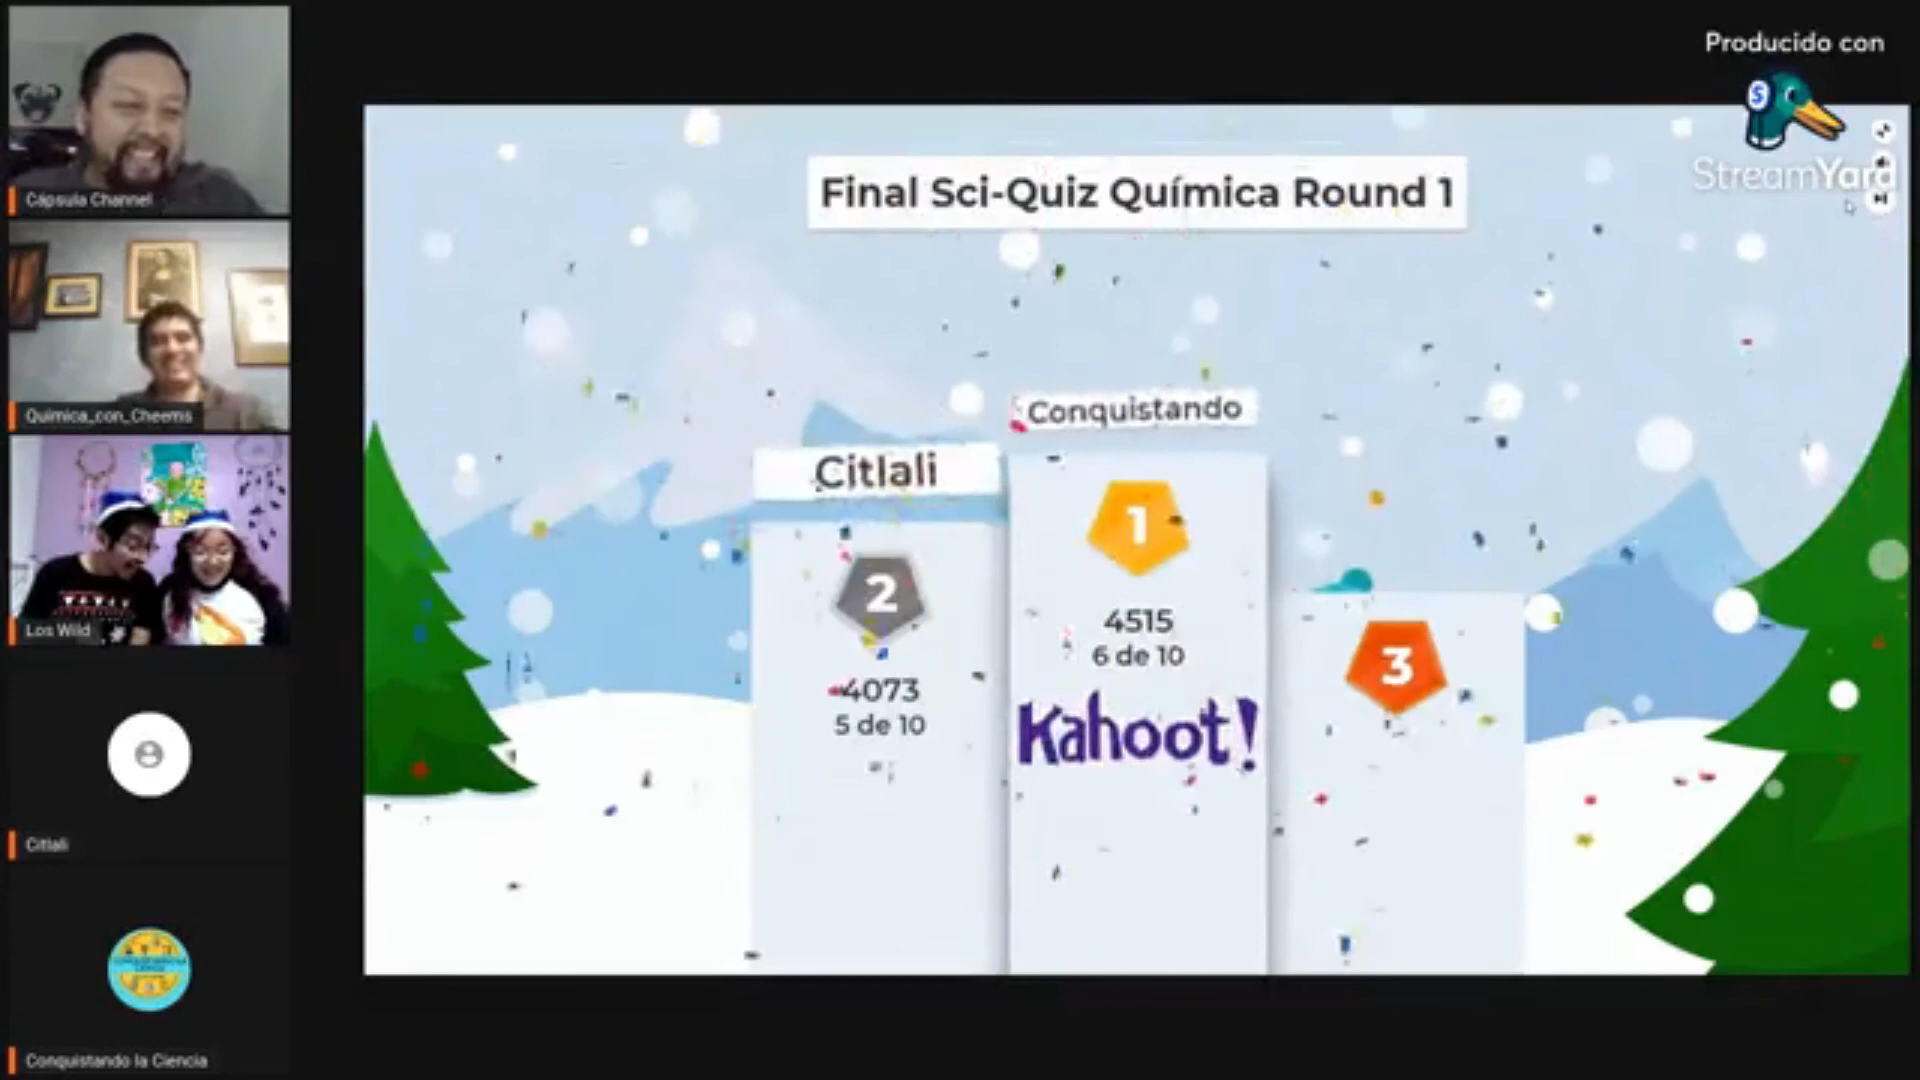 Producido con
StreamYard
Cápsula Channel
Quimica_con_Cheems
Los Wild
Citlali
Conquistando la Ciencia
Final Sci-Quiz Química Round 1
Conquistando
Citlali
1
4515
6 de 10
Kahoot!
2
4073
5 de 10
3